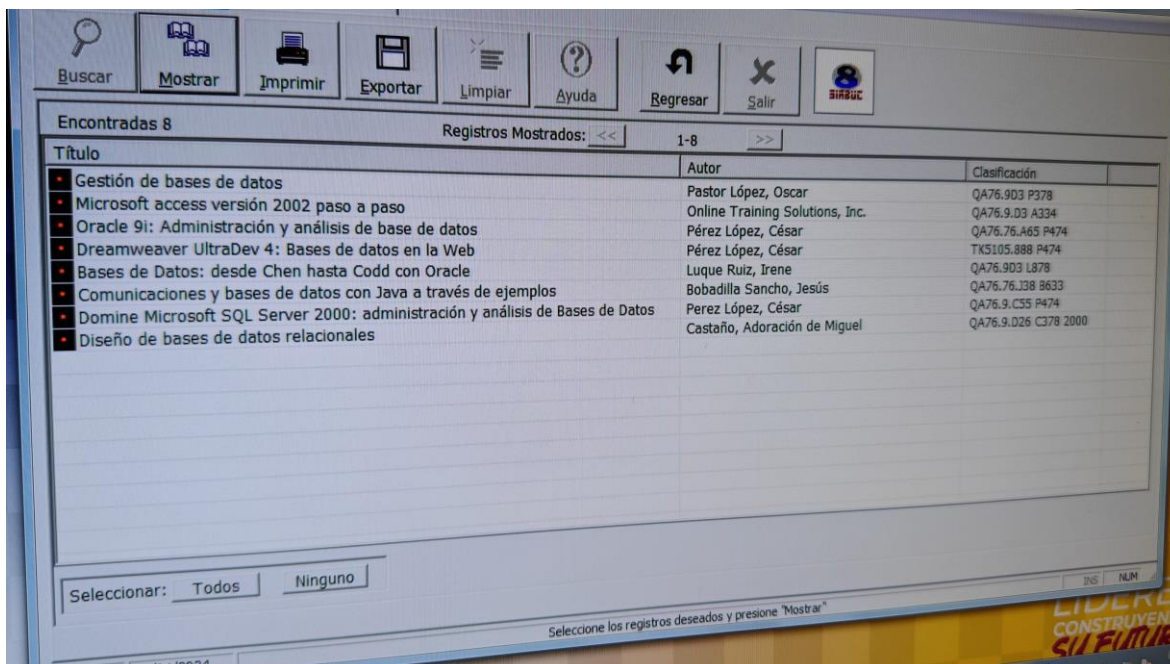 Buscar Mostrar Imprimir Exportar Limpiar Ayuda Regresar Salir SIABUC
Encontradas 8 Registros Mostrados: << 1-8 >>
Título Autor Clasificación
Gestión de bases de datos Pastor López, Oscar QA76.9D3 P378
Microsoft access versión 2002 paso a paso Online Training Solutions, Inc. QA76.9.D3 A334
Oracle 9i: Administración y análisis de base de datos Pérez López, César QA76.76.A65 P474
Dreamweaver UltraDev 4: Bases de datos en la Web Pérez López, César TK5105.888 P474
Bases de Datos: desde Chen hasta Codd con Oracle Luque Ruiz, Irene QA76.9D3 L878
Comunicaciones y bases de datos con Java a través de ejemplos Bobadilla Sancho, Jesús QA76.76.J38 B633
Domine Microsoft SQL Server 2000: administración y análisis de Bases de Datos Perez López, César QA76.9.C55 P474
Diseño de bases de datos relacionales Castaño, Adoración de Miguel QA76.9.D26 C378 2000
Seleccionar: Todos Ninguno
Seleccione los registros deseados y presione "Mostrar"
INS NUM
CONSTRUYEN